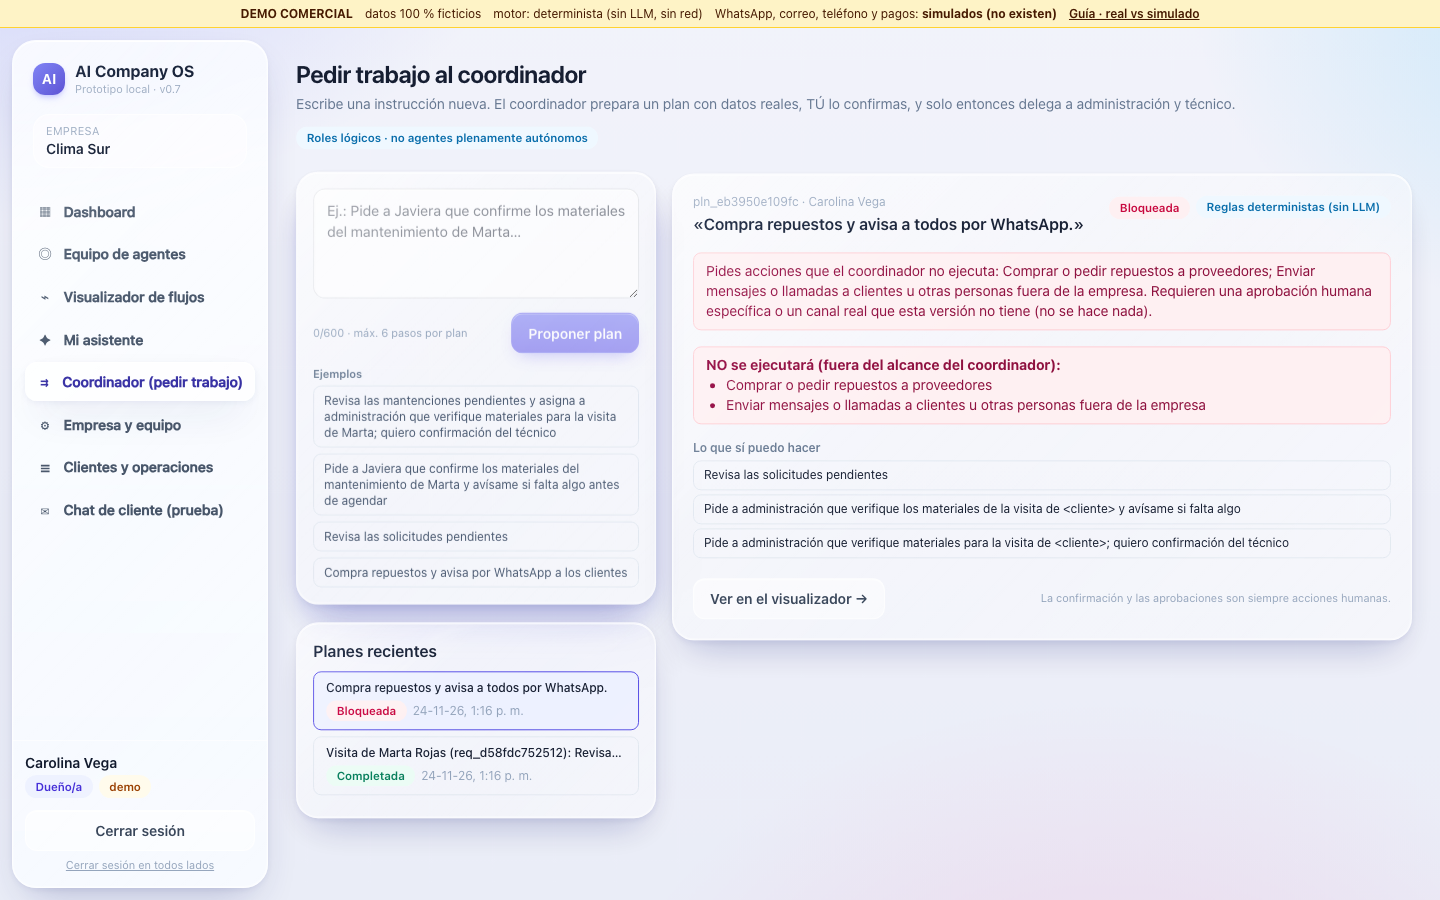 DEMO COMERCIAL datos 100 % ficticios motor: determinista (sin LLM, sin red) WhatsApp, correo, teléfono y pagos: simulados (no existen) Guía · real vs simulado
AI
AI Company OS
Prototipo local · v0.7
EMPRESA
Clima Sur
Dashboard
Equipo de agentes
Visualizador de flujos
Mi asistente
Coordinador (pedir trabajo)
Empresa y equipo
Clientes y operaciones
Chat de cliente (prueba)
Carolina Vega
Dueño/a demo
Cerrar sesión
Cerrar sesión en todos lados
Pedir trabajo al coordinador
Escribe una instrucción nueva. El coordinador prepara un plan con datos reales, TÚ lo confirmas, y solo entonces delega a administración y técnico.
Roles lógicos · no agentes plenamente autónomos
Ej.: Pide a Javiera que confirme los materiales
del mantenimiento de Marta...
0/600 · máx. 6 pasos por plan
Proponer plan
Ejemplos
Revisa las mantenciones pendientes y asigna a
administración que verifique materiales para la visita
de Marta; quiero confirmación del técnico
Pide a Javiera que confirme los materiales del
mantenimiento de Marta y avísame si falta algo antes
de agendar
Revisa las solicitudes pendientes
Compra repuestos y avisa por WhatsApp a los clientes
Planes recientes
Compra repuestos y avisa a todos por WhatsApp.
Bloqueada 24-11-26, 1:16 p. m.
Visita de Marta Rojas (req_d58fdc752512): Revisa...
Completada 24-11-26, 1:16 p. m.
pln_eb3950e109fc · Carolina Vega
«Compra repuestos y avisa a todos por WhatsApp.»
Bloqueada Reglas deterministas (sin LLM)
Pides acciones que el coordinador no ejecuta: Comprar o pedir repuestos a proveedores; Enviar
mensajes o llamadas a clientes u otras personas fuera de la empresa. Requieren una aprobación humana
específica o un canal real que esta versión no tiene (no se hace nada).
NO se ejecutará (fuera del alcance del coordinador):
• Comprar o pedir repuestos a proveedores
• Enviar mensajes o llamadas a clientes u otras personas fuera de la empresa
Lo que sí puedo hacer
Revisa las solicitudes pendientes
Pide a administración que verifique los materiales de la visita de <cliente> y avísame si falta algo
Pide a administración que verifique materiales para la visita de <cliente>; quiero confirmación del técnico
Ver en el visualizador →
La confirmación y las aprobaciones son siempre acciones humanas.